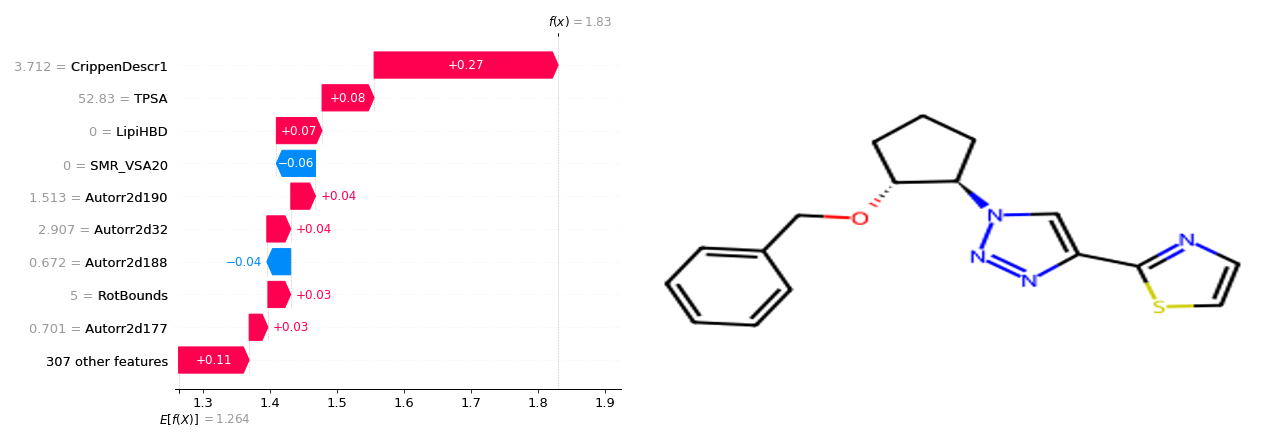 f(x) = 1.83
3.712 = CrippenDescr1
+0.27
52.83 = TPSA
+0.08
0 = LipiHBD
+0.07
0 = SMR_VSA20
−0.06
1.513 = Autorr2d190
+0.04
2.907 = Autorr2d32
+0.04
0.672 = Autorr2d188
−0.04
5 = RotBounds
+0.03
0.701 = Autorr2d177
+0.03
307 other features
+0.11
1.3 1.4 1.5 1.6 1.7 1.8 1.9
E[f(X)] = 1.264
O
N
N
N
N
S